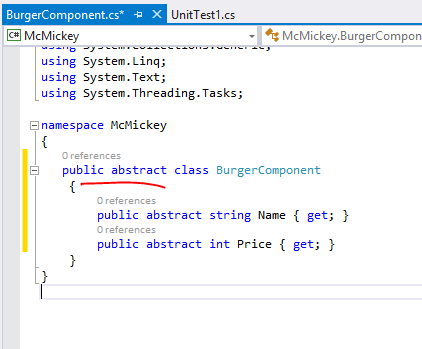 BurgerComponent.cs* UnitTest1.cs
C# McMickey McMickey.BurgerCompon
using System.Collections.Generic;
using System.Linq;
using System.Text;
using System.Threading.Tasks;
namespace McMickey
{
0 references
public abstract class BurgerComponent
{
0 references
public abstract string Name { get; }
0 references
public abstract int Price { get; }
}
}